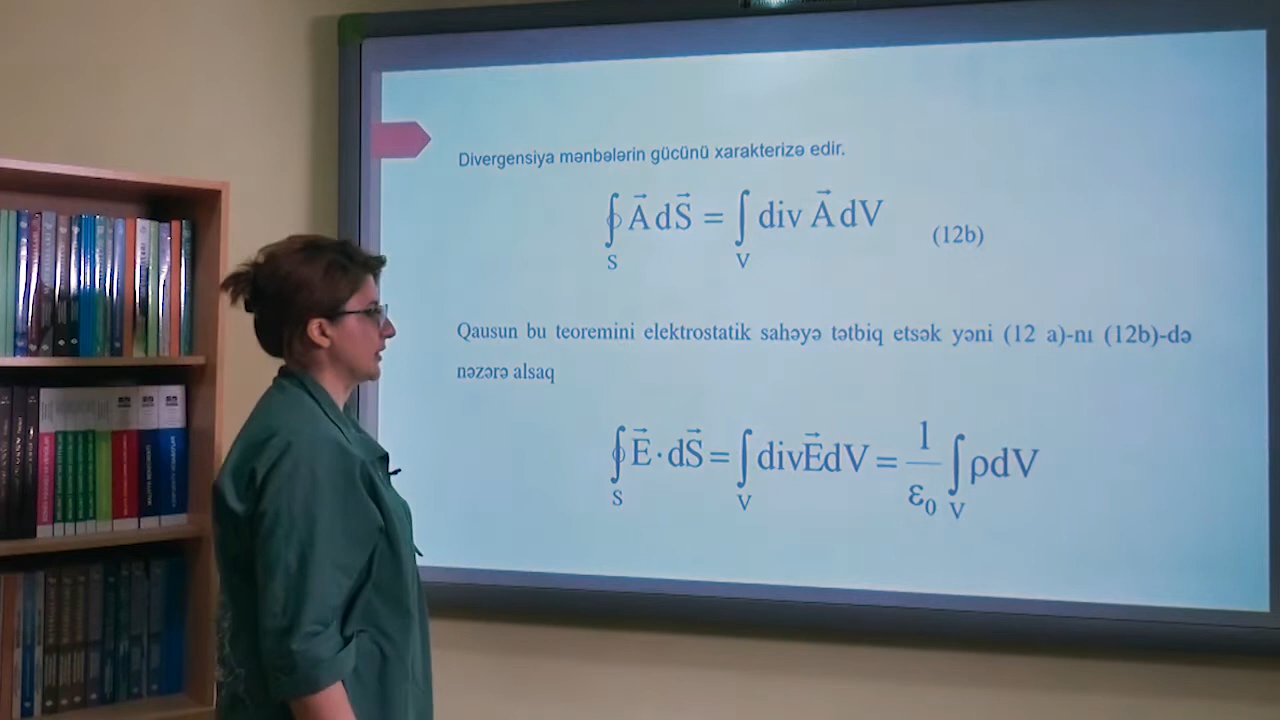 Divergensiya mənbələrin gücünü xarakterizə edir.
∮_S A⃗ dS⃗ = ∫_V div A⃗ dV (12b)
Qausun bu teoremini elektrostatik sahəyə tətbiq etsək yəni (12 a)-nı (12b)-də
nəzərə alsaq
∮_S E⃗ · dS⃗ = ∫_V divE⃗dV = 1/ε₀ ∫_V ρdV